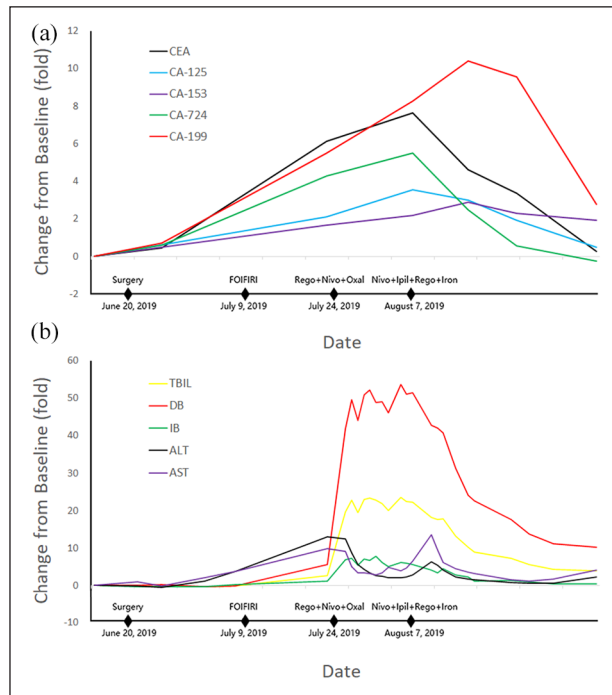 (a)
12
10
8
6
4
2
0
-2
Change from Baseline (fold)
CEA
CA-125
CA-153
CA-724
CA-199
Surgery FOIFIRI Rego+Nivo+Oxal Nivo+Ipil+Rego+Iron
June 20, 2019 July 9, 2019 July 24, 2019 August 7, 2019
Date
(b)
60
50
40
30
20
10
0
-10
Change from Baseline (fold)
TBIL
DB
IB
ALT
AST
Surgery FOIFIRI Rego+Nivo+Oxal Nivo+Ipil+Rego+Iron
June 20, 2019 July 9, 2019 July 24, 2019 August 7, 2019
Date